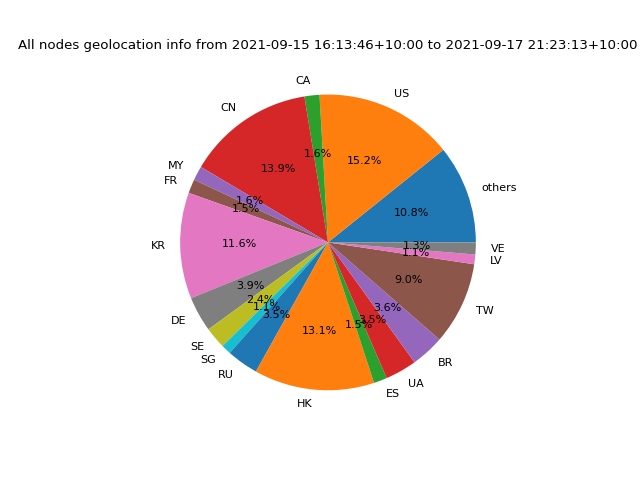 All nodes geolocation info from 2021-09-15 16:13:46+10:00 to 2021-09-17 21:23:13+10:00
CA
US
CN
1.6%
15.2%
13.9%
MY
FR
others
1.6%
1.5%
10.8%
KR
11.6%
1.3%
VE
1.1%
LV
9.0%
3.9%
2.4%
1.1%
3.5%
3.6%
TW
DE
3.5%
1.5%
13.1%
SE
SG
BR
RU
UA
ES
HK